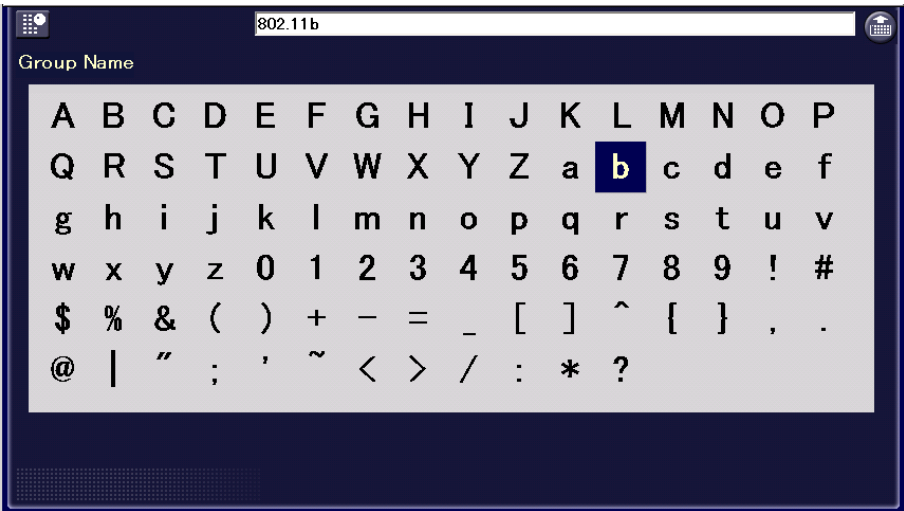 802.11b
Group Name
A B C D E F G H I J K L M N O P
Q R S T U V W X Y Z a b c d e f
g h i j k l m n o p q r s t u v
w x y z 0 1 2 3 4 5 6 7 8 9 ! #
$ % & ( ) + - = _ [ ] ^ { } , .
@ | " ; ' ~ < > / : * ?